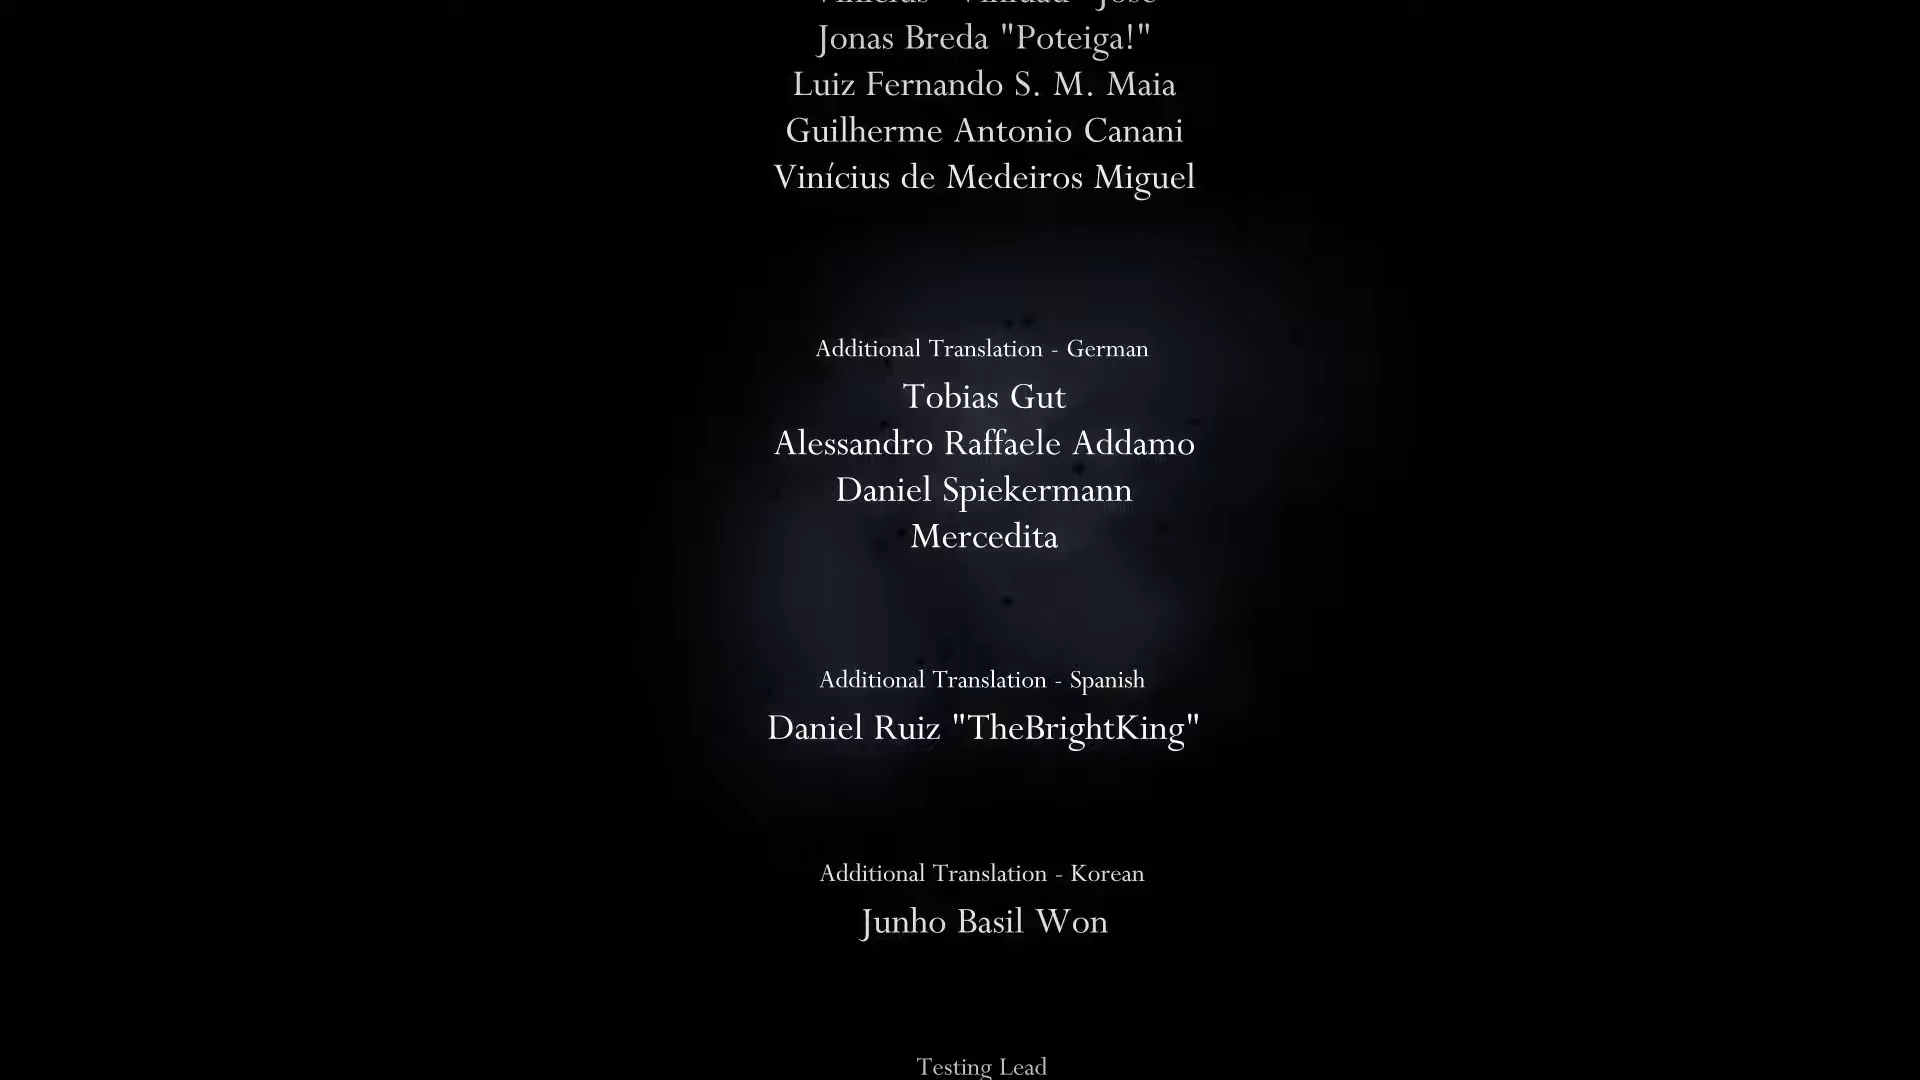 Jonas Breda "Poteiga!"
Luiz Fernando S. M. Maia
Guilherme Antonio Canani
Vinícius de Medeiros Miguel
Additional Translation - German
Tobias Gut
Alessandro Raffaele Addamo
Daniel Spiekermann
Mercedita
Additional Translation - Spanish
Daniel Ruiz "TheBrightKing"
Additional Translation - Korean
Junho Basil Won
Testing Lead